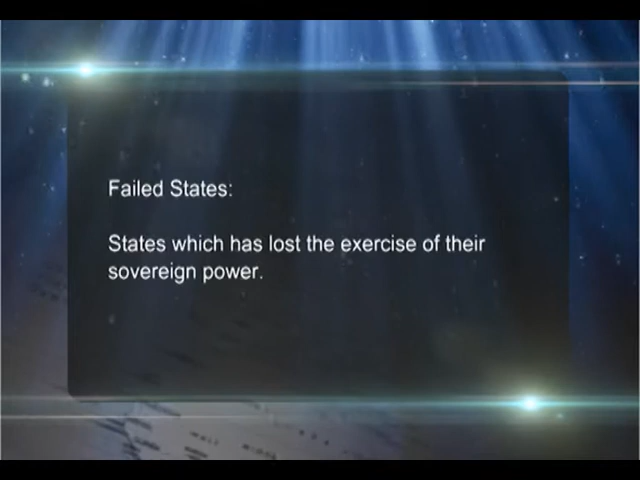 Failed States:
States which has lost the exercise of their
sovereign power.